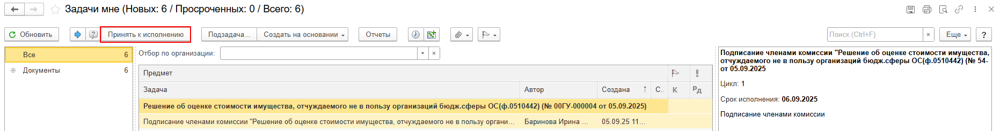 Задачи мне (Новых: 6 / Просроченных: 0 / Всего: 6)
Обновить
Принять к исполнению
Подзадача...
Создать на основании
Отчеты
Поиск (Ctrl+F)
×
Еще
?
Все 6
Документы 6
Отбор по организации:
×
Предмет
Задача Автор Создана ↑ С.. К Рд
Решение об оценке стоимости имущества, отчуждаемого не в пользу организаций бюдж.сферы ОС(ф.0510442) (№ 00ГУ-000004 от 05.09.2025)
Подписание членами комиссии "Решение об оценке стоимости имущества, отчуждаемого не в пользу органи... Баринова Ирина ... 05.09.25 11...
Подписание членами комиссии "Решение об оценке стоимости имущества,
отчуждаемого не в пользу организаций бюдж.сферы ОС(ф.0510442) (№ 54-
от 05.09.2025
Цикл: 1
Срок исполнения: 06.09.2025
Подписание членами комиссии